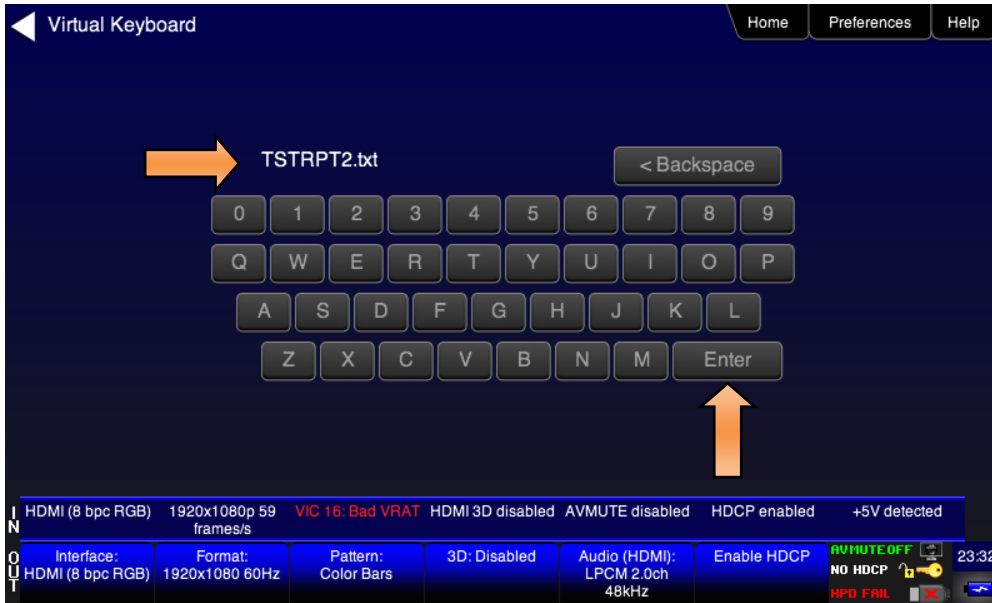 Virtual Keyboard Home Preferences Help
TSTRPT2.txt < Backspace
0 1 2 3 4 5 6 7 8 9
Q W E R T Y U I O P
A S D F G H J K L
Z X C V B N M Enter
IN HDMI (8 bpc RGB) 1920x1080p 59 frames/s VIC 16: Bad VRAT HDMI 3D disabled AVMUTE disabled HDCP enabled +5V detected
OUT Interface: HDMI (8 bpc RGB) Format: 1920x1080 60Hz Pattern: Color Bars 3D: Disabled Audio (HDMI): LPCM 2.0ch 48kHz Enable HDCP AVMUTE OFF 23:32
NO HDCP
HPD FAIL